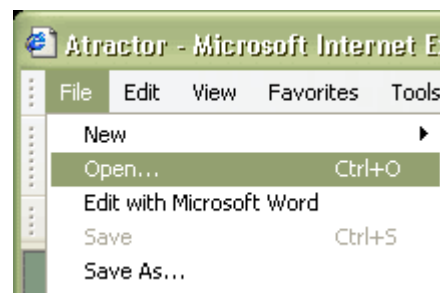 Atractor - Microsoft Internet E
File Edit View Favorites Tools
New
Open... Ctrl+O
Edit with Microsoft Word
Save Ctrl+S
Save As...